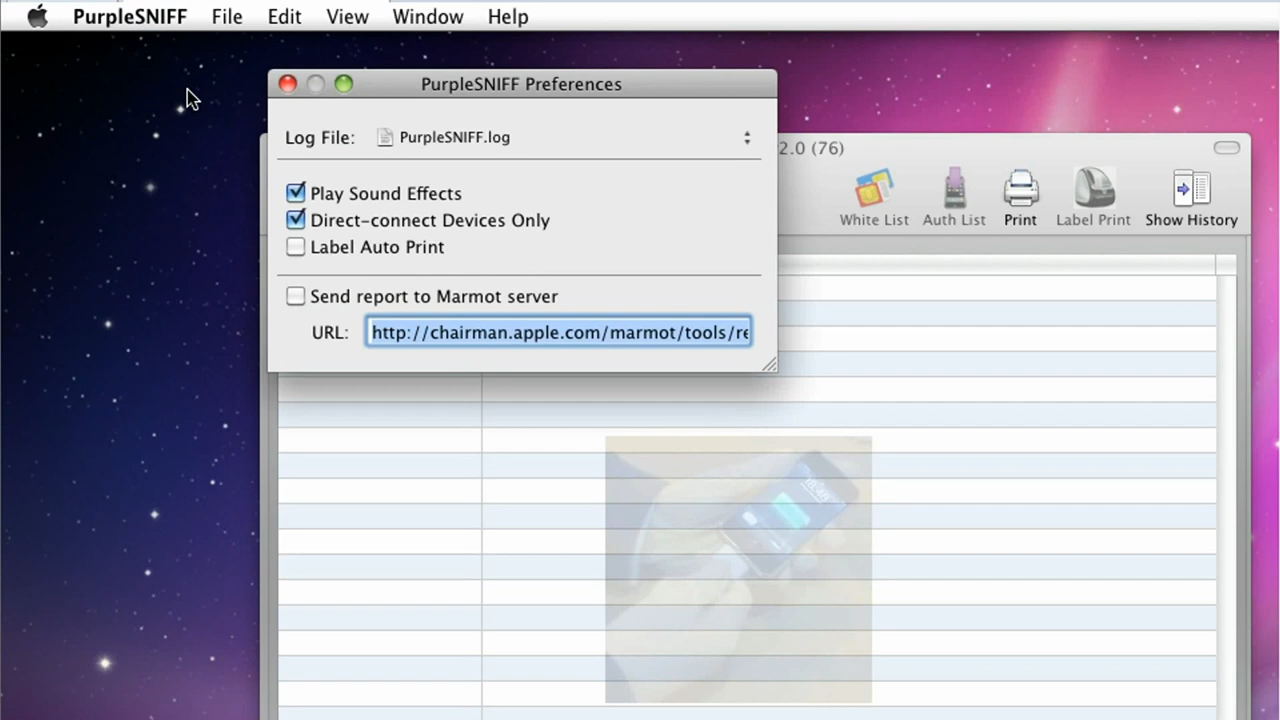 PurpleSNIFF File Edit View Window Help
PurpleSNIFF Preferences
Log File: PurpleSNIFF.log
2.0 (76)
Play Sound Effects
Direct-connect Devices Only
Label Auto Print
White List Auth List Print Label Print Show History
Send report to Marmot server
URL: http://chairman.apple.com/marmot/tools/re